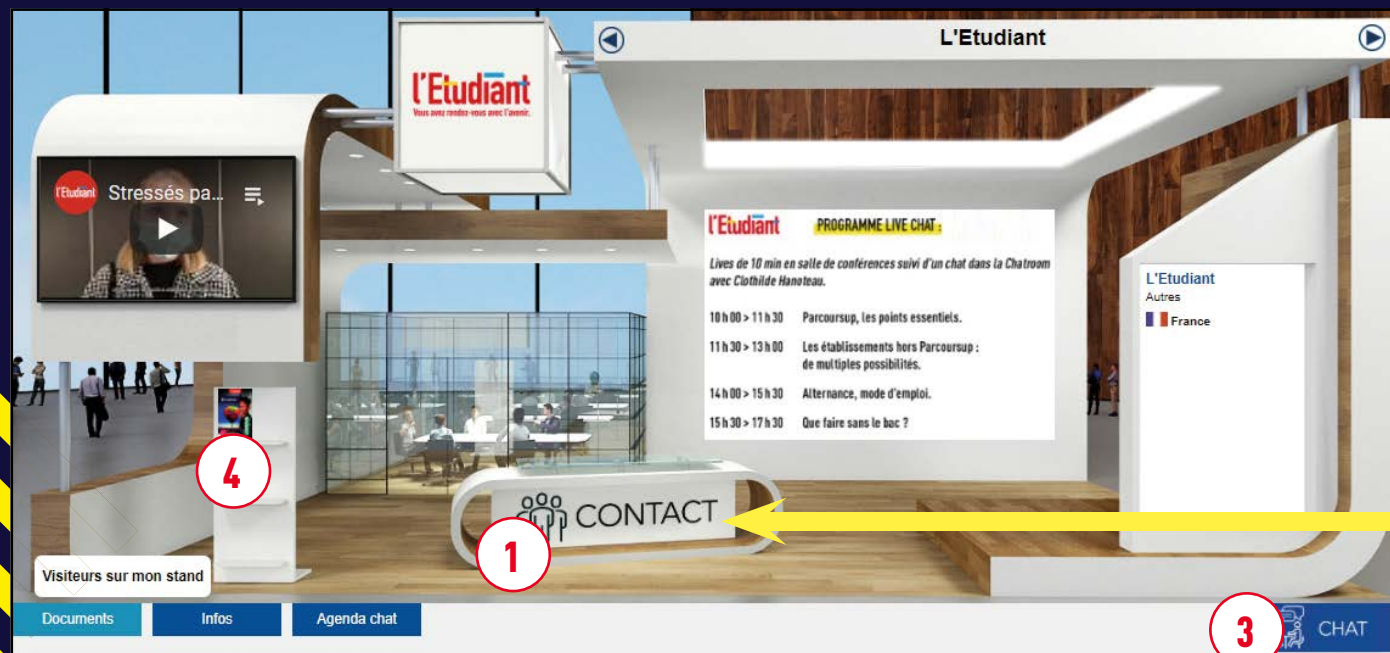 L'Etudiant
l'Etudiant
Vous avez rendez-vous avec l'avenir.
l'Etudiant
Stressés pa...
l'Etudiant PROGRAMME LIVE CHAT :
Lives de 10 min en salle de conférences suivi d'un chat dans la Chatroom
avec Clothilde Hanoteau.
10 h 00 > 11 h 30 Parcoursup, les points essentiels.
11 h 30 > 13 h 00 Les établissements hors Parcoursup :
de multiples possibilités.
14 h 00 > 15 h 30 Alternance, mode d'emploi.
15 h 30 > 17 h 30 Que faire sans le bac ?
L'Etudiant
Autres
France
4
CONTACT
1
Visiteurs sur mon stand
Documents
Infos
Agenda chat
3
CHAT